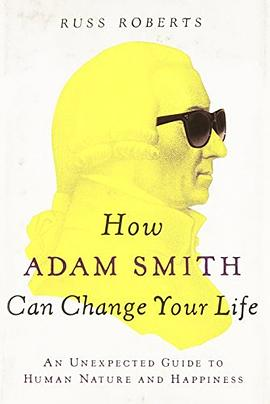 RUSS ROBERTS
How
ADAM SMITH
Can Change Your Life
AN UNEXPECTED GUIDE TO
HUMAN NATURE AND HAPPINESS